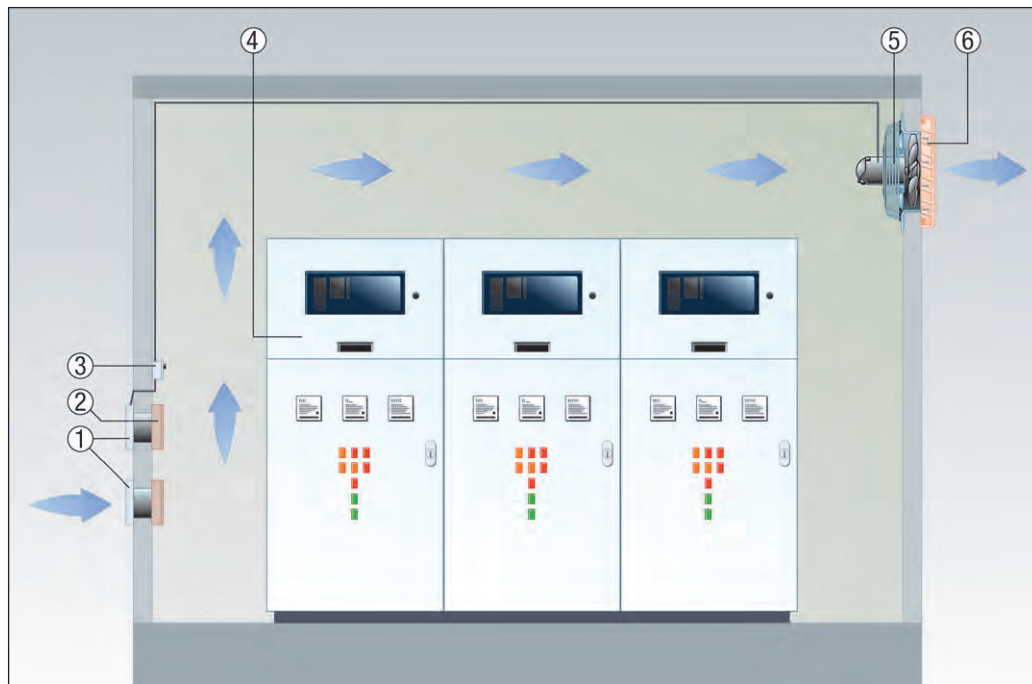 ④ ⑤ ⑥
③
②
①